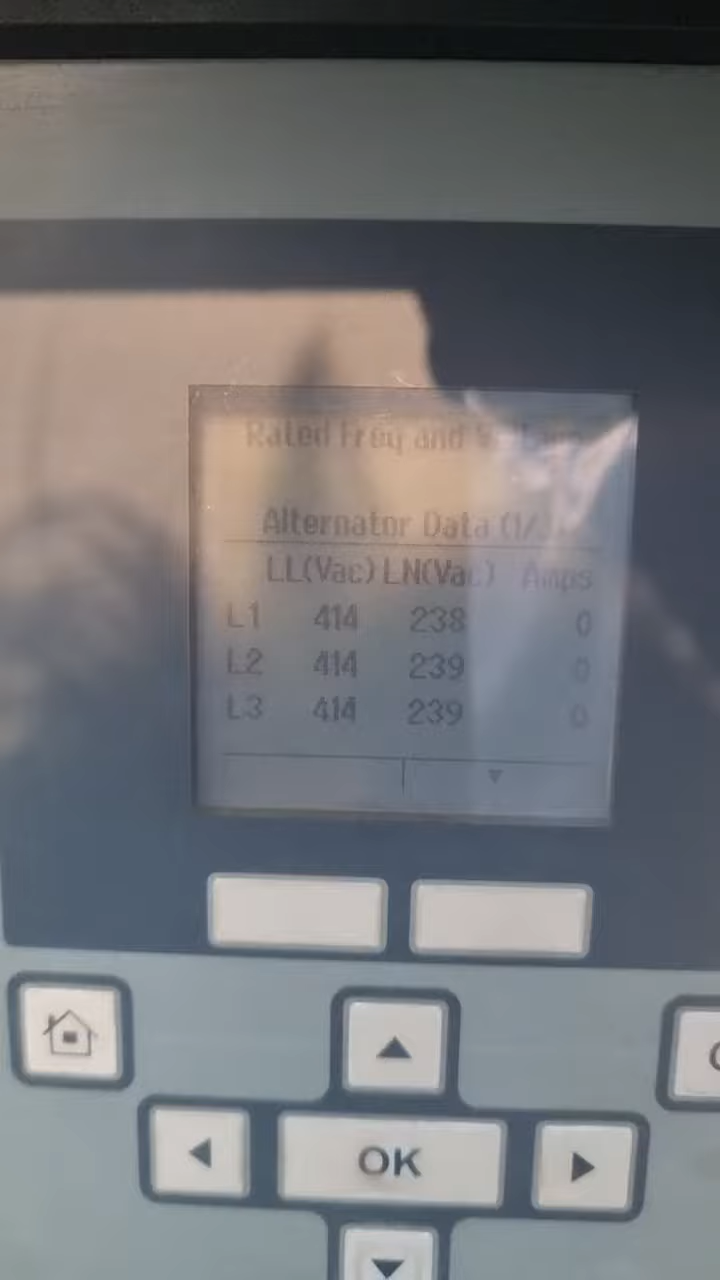 Rated Freq and
Alternator Data (1/
LL(Vac) LN(Vac) Amps
L1 414 238 0
L2 414 239 0
L3 414 239 0
OK